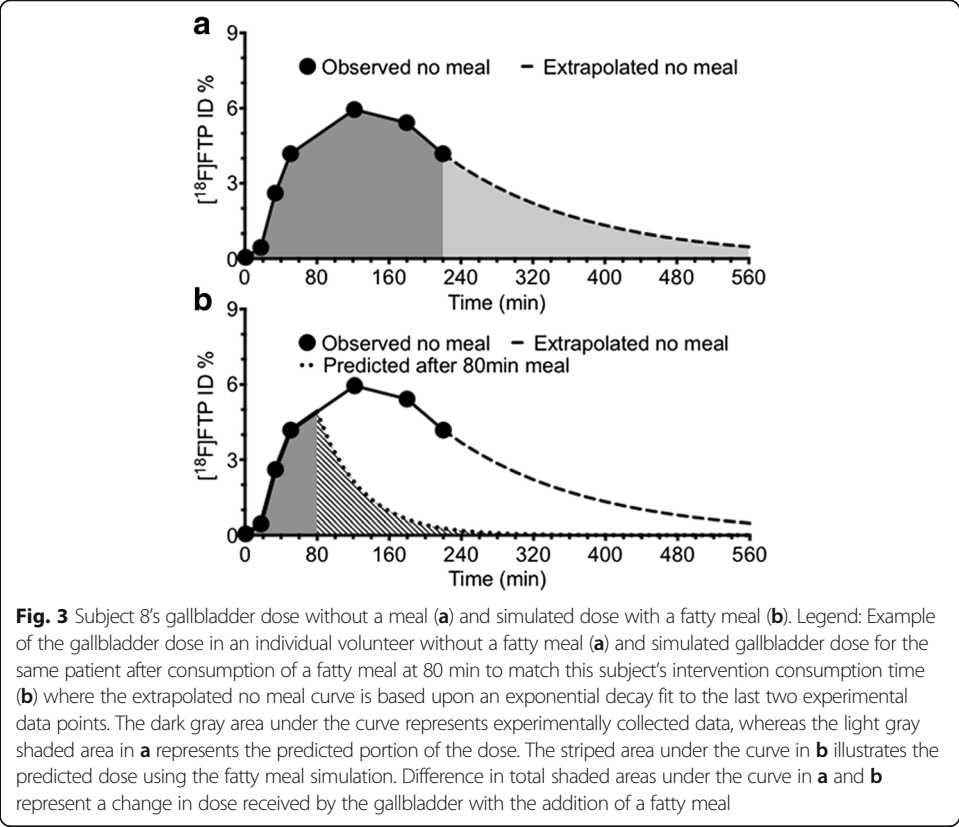 a
9
● Observed no meal – Extrapolated no meal
6
3
0
[¹⁸F]FTP ID %
0 80 160 240 320 400 480 560
Time (min)
b
9
● Observed no meal – Extrapolated no meal
•• Predicted after 80min meal
6
3
0
[¹⁸F]FTP ID %
0 80 160 240 320 400 480 560
Time (min)
Fig. 3 Subject 8's gallbladder dose without a meal (a) and simulated dose with a fatty meal (b). Legend: Example
of the gallbladder dose in an individual volunteer without a fatty meal (a) and simulated gallbladder dose for the
same patient after consumption of a fatty meal at 80 min to match this subject's intervention consumption time
(b) where the extrapolated no meal curve is based upon an exponential decay fit to the last two experimental
data points. The dark gray area under the curve represents experimentally collected data, whereas the light gray
shaded area in a represents the predicted portion of the dose. The striped area under the curve in b illustrates the
predicted dose using the fatty meal simulation. Difference in total shaded areas under the curve in a and b
represent a change in dose received by the gallbladder with the addition of a fatty meal